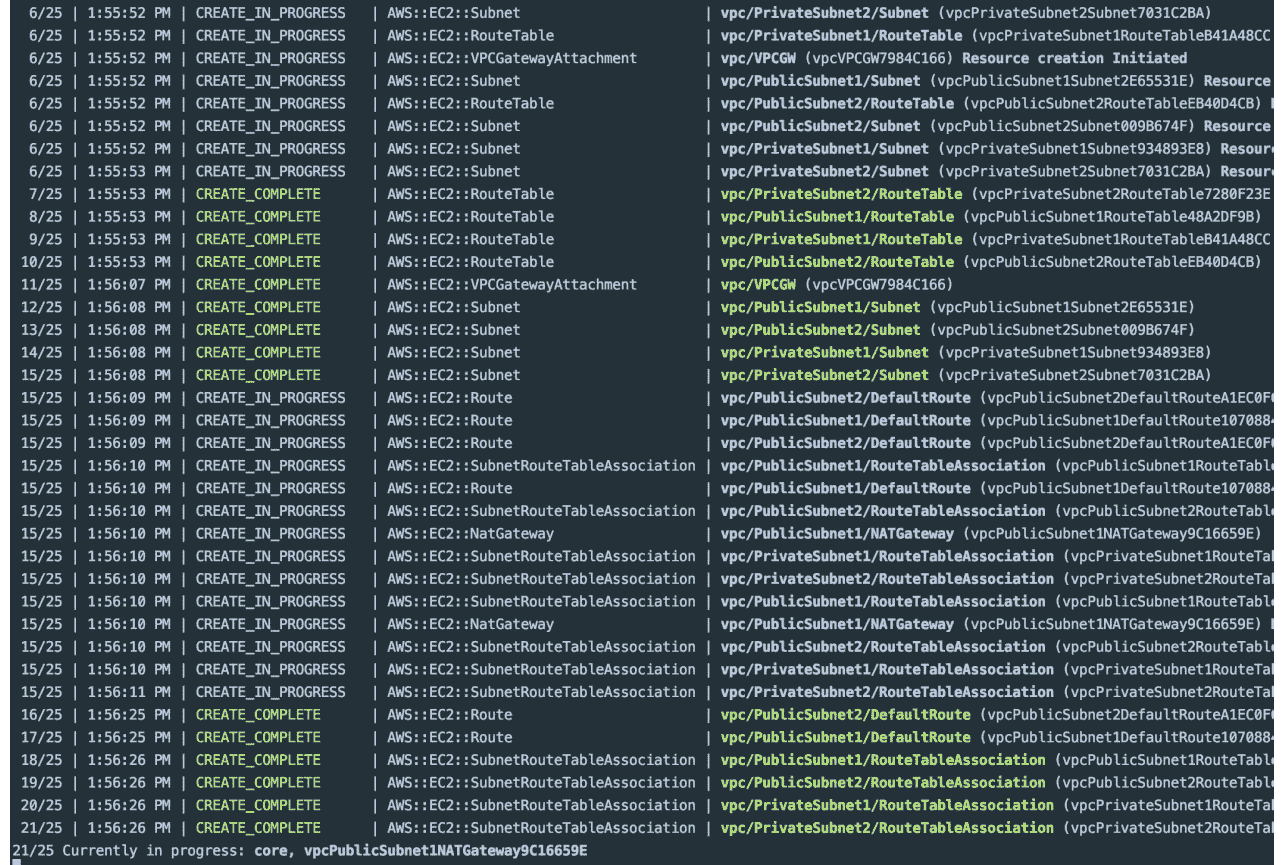 6/25 | 1:55:52 PM | CREATE_IN_PROGRESS | AWS::EC2::Subnet | vpc/PrivateSubnet2/Subnet (vpcPrivateSubnet2Subnet7031C2BA)
6/25 | 1:55:52 PM | CREATE_IN_PROGRESS | AWS::EC2::RouteTable | vpc/PrivateSubnet1/RouteTable (vpcPrivateSubnet1RouteTableB41A48CC
6/25 | 1:55:52 PM | CREATE_IN_PROGRESS | AWS::EC2::VPCGatewayAttachment | vpc/VPCGW (vpcVPCGW7984C166) Resource creation Initiated
6/25 | 1:55:52 PM | CREATE_IN_PROGRESS | AWS::EC2::Subnet | vpc/PublicSubnet1/Subnet (vpcPublicSubnet1Subnet2E65531E) Resource
6/25 | 1:55:52 PM | CREATE_IN_PROGRESS | AWS::EC2::RouteTable | vpc/PublicSubnet2/RouteTable (vpcPublicSubnet2RouteTableEB40D4CB)
6/25 | 1:55:52 PM | CREATE_IN_PROGRESS | AWS::EC2::Subnet | vpc/PublicSubnet2/Subnet (vpcPublicSubnet2Subnet009B674F) Resource
6/25 | 1:55:52 PM | CREATE_IN_PROGRESS | AWS::EC2::Subnet | vpc/PrivateSubnet1/Subnet (vpcPrivateSubnet1Subnet934893E8) Resour
6/25 | 1:55:53 PM | CREATE_IN_PROGRESS | AWS::EC2::Subnet | vpc/PrivateSubnet2/Subnet (vpcPrivateSubnet2Subnet7031C2BA) Resour
7/25 | 1:55:53 PM | CREATE_COMPLETE | AWS::EC2::RouteTable | vpc/PrivateSubnet2/RouteTable (vpcPrivateSubnet2RouteTable7280F23E
8/25 | 1:55:53 PM | CREATE_COMPLETE | AWS::EC2::RouteTable | vpc/PublicSubnet1/RouteTable (vpcPublicSubnet1RouteTable48A2DF9B)
9/25 | 1:55:53 PM | CREATE_COMPLETE | AWS::EC2::RouteTable | vpc/PrivateSubnet1/RouteTable (vpcPrivateSubnet1RouteTableB41A48CC
10/25 | 1:55:53 PM | CREATE_COMPLETE | AWS::EC2::RouteTable | vpc/PublicSubnet2/RouteTable (vpcPublicSubnet2RouteTableEB40D4CB)
11/25 | 1:56:07 PM | CREATE_COMPLETE | AWS::EC2::VPCGatewayAttachment | vpc/VPCGW (vpcVPCGW7984C166)
12/25 | 1:56:08 PM | CREATE_COMPLETE | AWS::EC2::Subnet | vpc/PublicSubnet1/Subnet (vpcPublicSubnet1Subnet2E65531E)
13/25 | 1:56:08 PM | CREATE_COMPLETE | AWS::EC2::Subnet | vpc/PublicSubnet2/Subnet (vpcPublicSubnet2Subnet009B674F)
14/25 | 1:56:08 PM | CREATE_COMPLETE | AWS::EC2::Subnet | vpc/PrivateSubnet1/Subnet (vpcPrivateSubnet1Subnet934893E8)
15/25 | 1:56:08 PM | CREATE_COMPLETE | AWS::EC2::Subnet | vpc/PrivateSubnet2/Subnet (vpcPrivateSubnet2Subnet7031C2BA)
15/25 | 1:56:09 PM | CREATE_IN_PROGRESS | AWS::EC2::Route | vpc/PublicSubnet2/DefaultRoute (vpcPublicSubnet2DefaultRouteA1EC0F
15/25 | 1:56:09 PM | CREATE_IN_PROGRESS | AWS::EC2::Route | vpc/PublicSubnet1/DefaultRoute (vpcPublicSubnet1DefaultRoute107088
15/25 | 1:56:09 PM | CREATE_IN_PROGRESS | AWS::EC2::Route | vpc/PublicSubnet2/DefaultRoute (vpcPublicSubnet2DefaultRouteA1EC0F
15/25 | 1:56:10 PM | CREATE_IN_PROGRESS | AWS::EC2::SubnetRouteTableAssociation | vpc/PublicSubnet1/RouteTableAssociation (vpcPublicSubnet1RouteTabl
15/25 | 1:56:10 PM | CREATE_IN_PROGRESS | AWS::EC2::Route | vpc/PublicSubnet1/DefaultRoute (vpcPublicSubnet1DefaultRoute107088
15/25 | 1:56:10 PM | CREATE_IN_PROGRESS | AWS::EC2::SubnetRouteTableAssociation | vpc/PublicSubnet2/RouteTableAssociation (vpcPublicSubnet2RouteTabl
15/25 | 1:56:10 PM | CREATE_IN_PROGRESS | AWS::EC2::NatGateway | vpc/PublicSubnet1/NATGateway (vpcPublicSubnet1NATGateway9C16659E)
15/25 | 1:56:10 PM | CREATE_IN_PROGRESS | AWS::EC2::SubnetRouteTableAssociation | vpc/PrivateSubnet1/RouteTableAssociation (vpcPrivateSubnet1RouteTa
15/25 | 1:56:10 PM | CREATE_IN_PROGRESS | AWS::EC2::SubnetRouteTableAssociation | vpc/PrivateSubnet2/RouteTableAssociation (vpcPrivateSubnet2RouteTa
15/25 | 1:56:10 PM | CREATE_IN_PROGRESS | AWS::EC2::SubnetRouteTableAssociation | vpc/PublicSubnet1/RouteTableAssociation (vpcPublicSubnet1RouteTabl
15/25 | 1:56:10 PM | CREATE_IN_PROGRESS | AWS::EC2::NatGateway | vpc/PublicSubnet1/NATGateway (vpcPublicSubnet1NATGateway9C16659E)
15/25 | 1:56:10 PM | CREATE_IN_PROGRESS | AWS::EC2::SubnetRouteTableAssociation | vpc/PublicSubnet2/RouteTableAssociation (vpcPublicSubnet2RouteTabl
15/25 | 1:56:10 PM | CREATE_IN_PROGRESS | AWS::EC2::SubnetRouteTableAssociation | vpc/PrivateSubnet1/RouteTableAssociation (vpcPrivateSubnet1RouteTa
15/25 | 1:56:11 PM | CREATE_IN_PROGRESS | AWS::EC2::SubnetRouteTableAssociation | vpc/PrivateSubnet2/RouteTableAssociation (vpcPrivateSubnet2RouteTa
16/25 | 1:56:25 PM | CREATE_COMPLETE | AWS::EC2::Route | vpc/PublicSubnet2/DefaultRoute (vpcPublicSubnet2DefaultRouteA1EC0F
17/25 | 1:56:25 PM | CREATE_COMPLETE | AWS::EC2::Route | vpc/PublicSubnet1/DefaultRoute (vpcPublicSubnet1DefaultRoute107088
18/25 | 1:56:26 PM | CREATE_COMPLETE | AWS::EC2::SubnetRouteTableAssociation | vpc/PublicSubnet1/RouteTableAssociation (vpcPublicSubnet1RouteTabl
19/25 | 1:56:26 PM | CREATE_COMPLETE | AWS::EC2::SubnetRouteTableAssociation | vpc/PublicSubnet2/RouteTableAssociation (vpcPublicSubnet2RouteTabl
20/25 | 1:56:26 PM | CREATE_COMPLETE | AWS::EC2::SubnetRouteTableAssociation | vpc/PrivateSubnet1/RouteTableAssociation (vpcPrivateSubnet1RouteTa
21/25 | 1:56:26 PM | CREATE_COMPLETE | AWS::EC2::SubnetRouteTableAssociation | vpc/PrivateSubnet2/RouteTableAssociation (vpcPrivateSubnet2RouteTa
21/25 Currently in progress: core, vpcPublicSubnet1NATGateway9C16659E